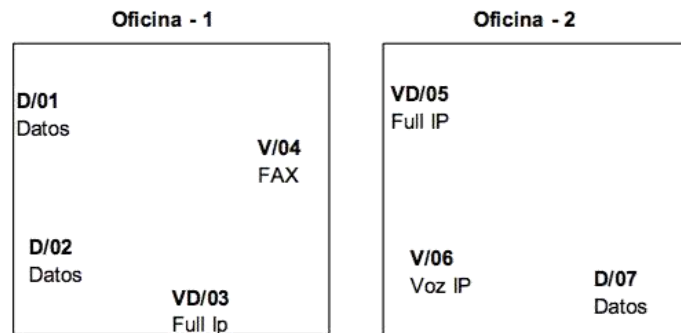 Oficina - 1
D/01
Datos
V/04
FAX
D/02
Datos
VD/03
Full Ip
Oficina - 2
VD/05
Full IP
V/06
Voz IP
D/07
Datos